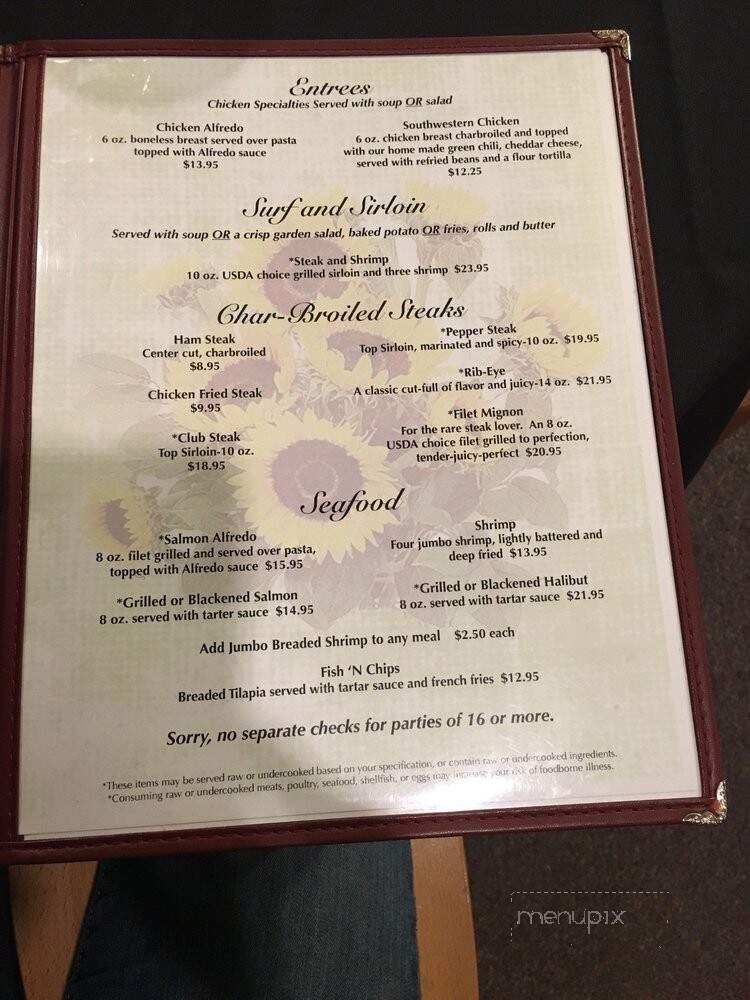 Entrees
Chicken Specialties Served with soup OR salad
Chicken Alfredo
6 oz. boneless breast served over pasta
topped with Alfredo sauce
$13.95
Southwestern Chicken
6 oz. chicken breast charbroiled and topped
with our home made green chili, cheddar cheese,
served with refried beans and a flour tortilla
$12.25
Surf and Sirloin
Served with soup OR a crisp garden salad, baked potato OR fries, rolls and butter
*Steak and Shrimp
10 oz. USDA choice grilled sirloin and three shrimp $23.95
Char-Broiled Steaks
Ham Steak
Center cut, charbroiled
$8.95
Chicken Fried Steak
$9.95
*Club Steak
Top Sirloin-10 oz.
$18.95
*Pepper Steak
Top Sirloin, marinated and spicy-10 oz. $19.95
*Rib-Eye
A classic cut-full of flavor and juicy-14 oz. $21.95
*Filet Mignon
For the rare steak lover. An 8 oz.
USDA choice filet grilled to perfection,
tender-juicy-perfect $20.95
Seafood
*Salmon Alfredo
8 oz. filet grilled and served over pasta,
topped with Alfredo sauce $15.95
*Grilled or Blackened Salmon
8 oz. served with tarter sauce $14.95
Shrimp
Four jumbo shrimp, lightly battered and
deep fried $13.95
*Grilled or Blackened Halibut
8 oz. served with tartar sauce $21.95
Add Jumbo Breaded Shrimp to any meal $2.50 each
Fish 'N Chips
Breaded Tilapia served with tartar sauce and french fries $12.95
Sorry, no separate checks for parties of 16 or more.
*These items may be served raw or undercooked based on your specification, or contain raw or undercooked ingredients.
*Consuming raw or undercooked meats, poultry, seafood, shellfish, or eggs may increase your risk of foodborne illness.
menupix